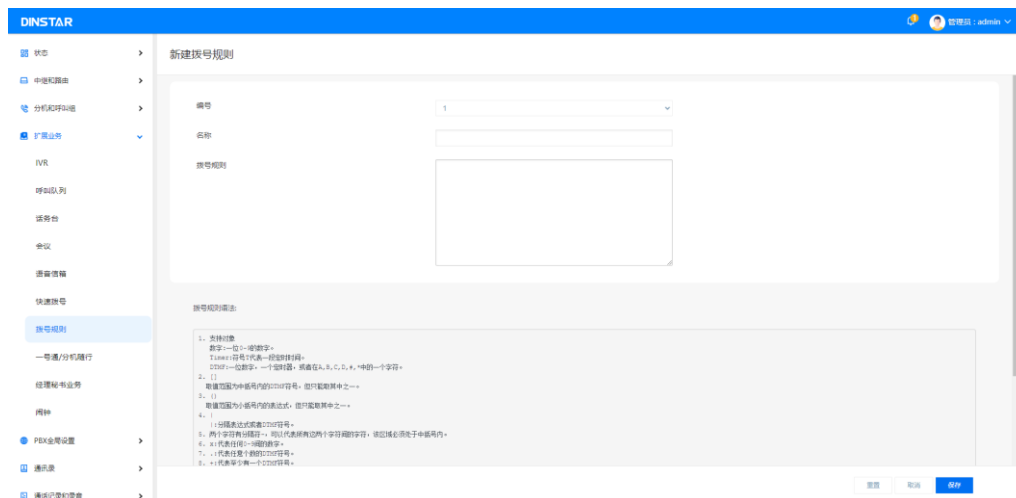 DINSTAR
管理员 : admin
状态
新建拨号规则
中继和路由
分机和呼叫组
编号
1
扩展业务
名称
IVR
拨号规则
呼叫队列
话务台
会议
语音信箱
快速拨号
拨号规则语法:
拨号规则
1. 支持对象
数字:一位0-9的数字。
一号通/分机随行
Timer:符号T代表一段定时时间。
DTMF:一位数字,一个定时器,或者在A,B,C,D,#,*中的一个字符。
2. []
经理秘书业务
取值范围为中括号内的DTMF符号,但只能取其中之一。
3. ()
取值范围为小括号内的表达式,但只能取其中之一。
闹钟
4. |
|:分隔表达式或者DTMF符号。
5. 两个字符有分隔符-,可以代表所有这两个字符间的字符,该区域必须处于中括号内。
PBX全局设置
6. x:代表任何0-9间的数字。
7. .:代表任意个数的DTMF符号。
通讯录
8. +:代表至少有一个DTMF符号。
重置
取消
保存
通话记录和录音